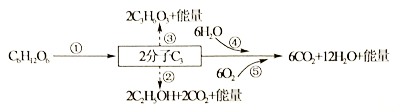 2C₃H₆O₃+能量
③
6H₂O ④
C₆H₁₂O₆ ① 2分子C₃ 6CO₂+12H₂O+能量
② 6O₂ ⑤
2C₂H₅OH+2CO₂+能量